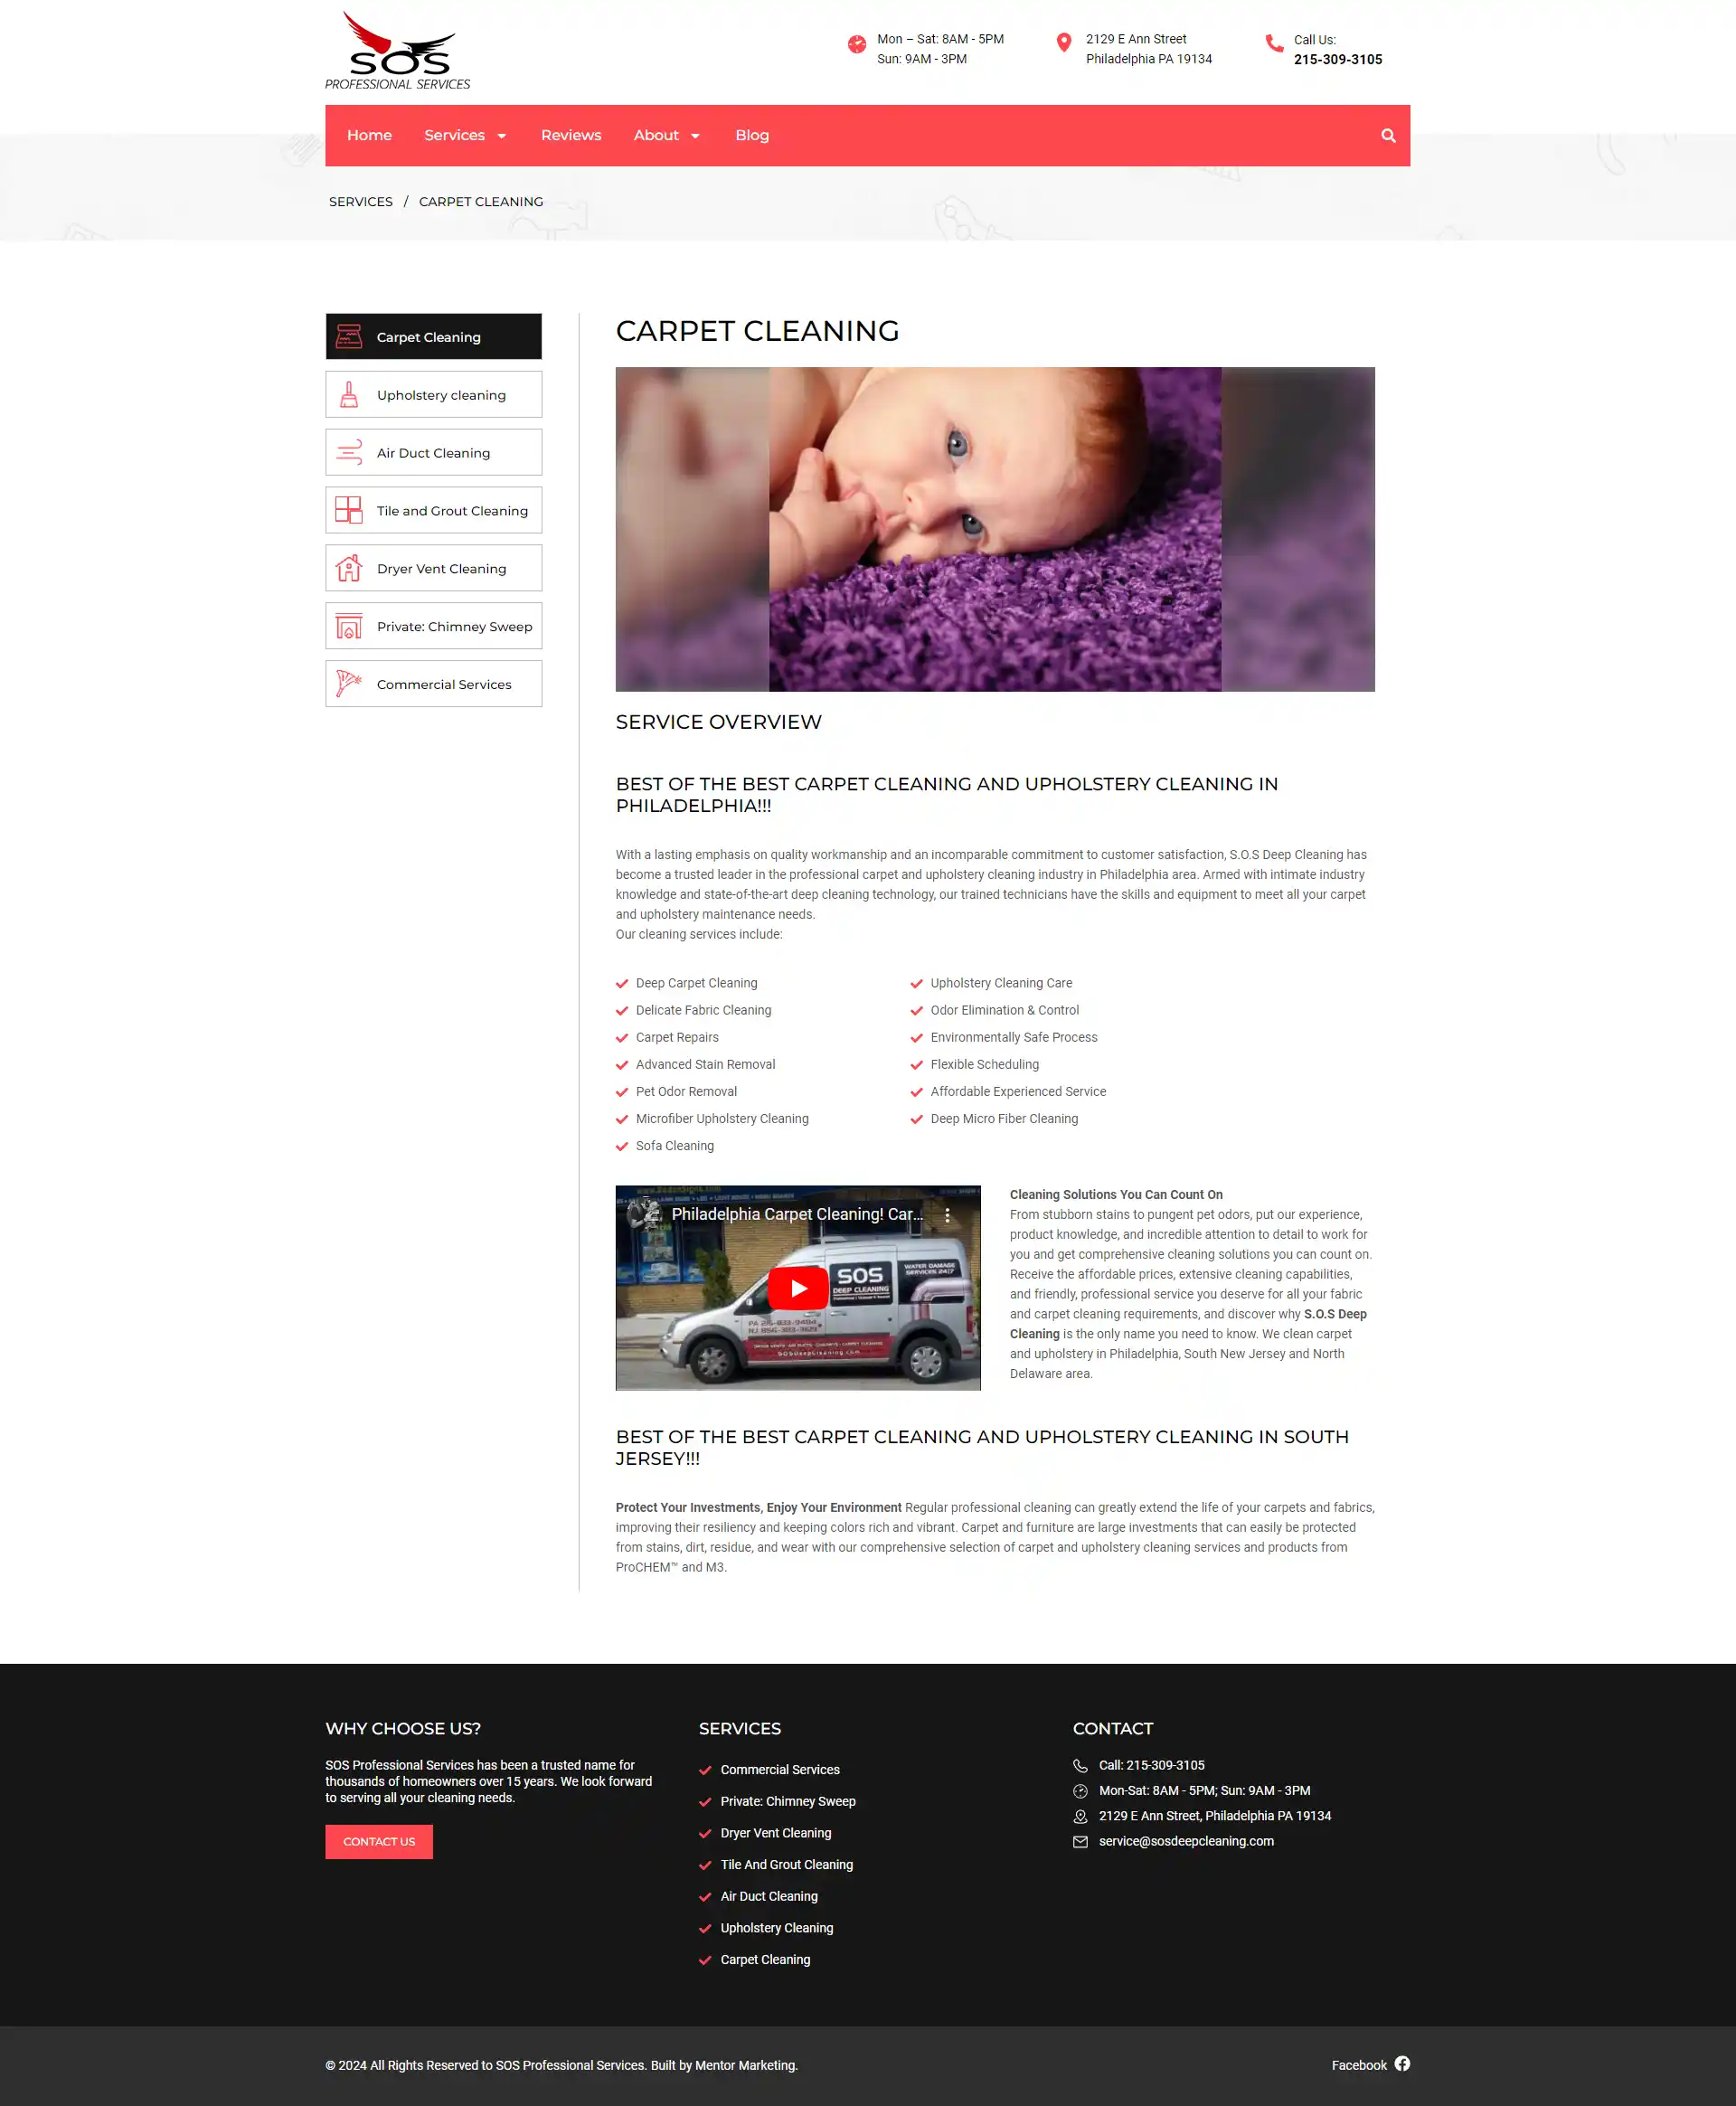 SOS
PROFESSIONAL SERVICES
Mon – Sat: 8AM - 5PM
Sun: 9AM - 3PM
2129 E Ann Street
Philadelphia PA 19134
Call Us:
215-309-3105
Home
Services
Reviews
About
Blog
SERVICES / CARPET CLEANING
Carpet Cleaning
Upholstery cleaning
Air Duct Cleaning
Tile and Grout Cleaning
Dryer Vent Cleaning
Private: Chimney Sweep
Commercial Services
CARPET CLEANING
SERVICE OVERVIEW
BEST OF THE BEST CARPET CLEANING AND UPHOLSTERY CLEANING IN
PHILADELPHIA!!!
With a lasting emphasis on quality workmanship and an incomparable commitment to customer satisfaction, S.O.S Deep Cleaning has
become a trusted leader in the professional carpet and upholstery cleaning industry in Philadelphia area. Armed with intimate industry
knowledge and state-of-the-art deep cleaning technology, our trained technicians have the skills and equipment to meet all your carpet
and upholstery maintenance needs.
Our cleaning services include:
Deep Carpet Cleaning
Delicate Fabric Cleaning
Carpet Repairs
Advanced Stain Removal
Pet Odor Removal
Microfiber Upholstery Cleaning
Sofa Cleaning
Upholstery Cleaning Care
Odor Elimination & Control
Environmentally Safe Process
Flexible Scheduling
Affordable Experienced Service
Deep Micro Fiber Cleaning
Philadelphia Carpet Cleaning! Car...
SOS
DEEP CLEANING
WATER DAMAGE
SERVICES 24/7
SOSDeepCleaning.com
Cleaning Solutions You Can Count On
From stubborn stains to pungent pet odors, put our experience,
product knowledge, and incredible attention to detail to work for
you and get comprehensive cleaning solutions you can count on.
Receive the affordable prices, extensive cleaning capabilities,
and friendly, professional service you deserve for all your fabric
and carpet cleaning requirements, and discover why S.O.S Deep
Cleaning is the only name you need to know. We clean carpet
and upholstery in Philadelphia, South New Jersey and North
Delaware area.
BEST OF THE BEST CARPET CLEANING AND UPHOLSTERY CLEANING IN SOUTH
JERSEY!!!
Protect Your Investments, Enjoy Your Environment Regular professional cleaning can greatly extend the life of your carpets and fabrics,
improving their resiliency and keeping colors rich and vibrant. Carpet and furniture are large investments that can easily be protected
from stains, dirt, residue, and wear with our comprehensive selection of carpet and upholstery cleaning services and products from
ProCHEM™ and M3.
WHY CHOOSE US?
SOS Professional Services has been a trusted name for
thousands of homeowners over 15 years. We look forward
to serving all your cleaning needs.
CONTACT US
SERVICES
Commercial Services
Private: Chimney Sweep
Dryer Vent Cleaning
Tile And Grout Cleaning
Air Duct Cleaning
Upholstery Cleaning
Carpet Cleaning
CONTACT
Call: 215-309-3105
Mon-Sat: 8AM - 5PM; Sun: 9AM - 3PM
2129 E Ann Street, Philadelphia PA 19134
service@sosdeepcleaning.com
© 2024 All Rights Reserved to SOS Professional Services. Built by Mentor Marketing.
Facebook